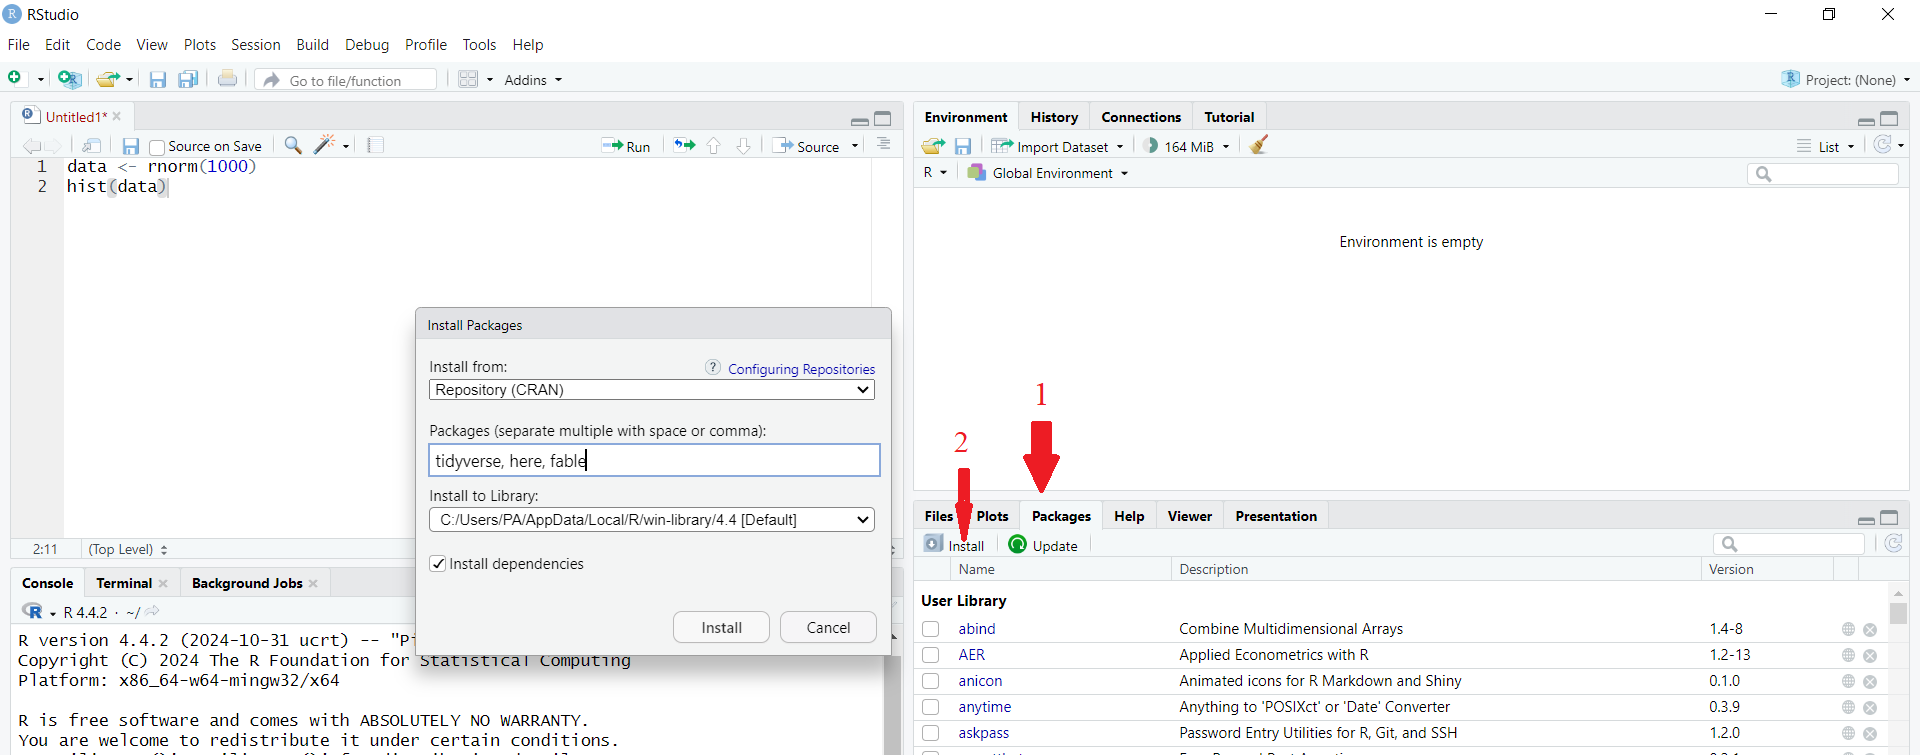 RStudio
File Edit Code View Plots Session Build Debug Profile Tools Help
Go to file/function Addins Project: (None)
Untitled1*
Source on Save Run Source
1 data <- rnorm(1000)
2 hist(data)
2:11 (Top Level)
Install Packages
Install from: Configuring Repositories
Repository (CRAN)
Packages (separate multiple with space or comma):
tidyverse, here, fable
Install to Library:
C:/Users/PA/AppData/Local/R/win-library/4.4 [Default]
Install dependencies
Install Cancel
Console Terminal Background Jobs
R 4.4.2 · ~/
R version 4.4.2 (2024-10-31 ucrt) -- "Pi
Copyright (C) 2024 The R Foundation for Statistical Computing
Platform: x86_64-w64-mingw32/x64
R is free software and comes with ABSOLUTELY NO WARRANTY.
You are welcome to redistribute it under certain conditions.
Environment History Connections Tutorial
Import Dataset 164 MiB List
R Global Environment
Environment is empty
1
2
Files Plots Packages Help Viewer Presentation
Install Update
Name Description Version
User Library
abind Combine Multidimensional Arrays 1.4-8
AER Applied Econometrics with R 1.2-13
anicon Animated icons for R Markdown and Shiny 0.1.0
anytime Anything to 'POSIXct' or 'Date' Converter 0.3.9
askpass Password Entry Utilities for R, Git, and SSH 1.2.0